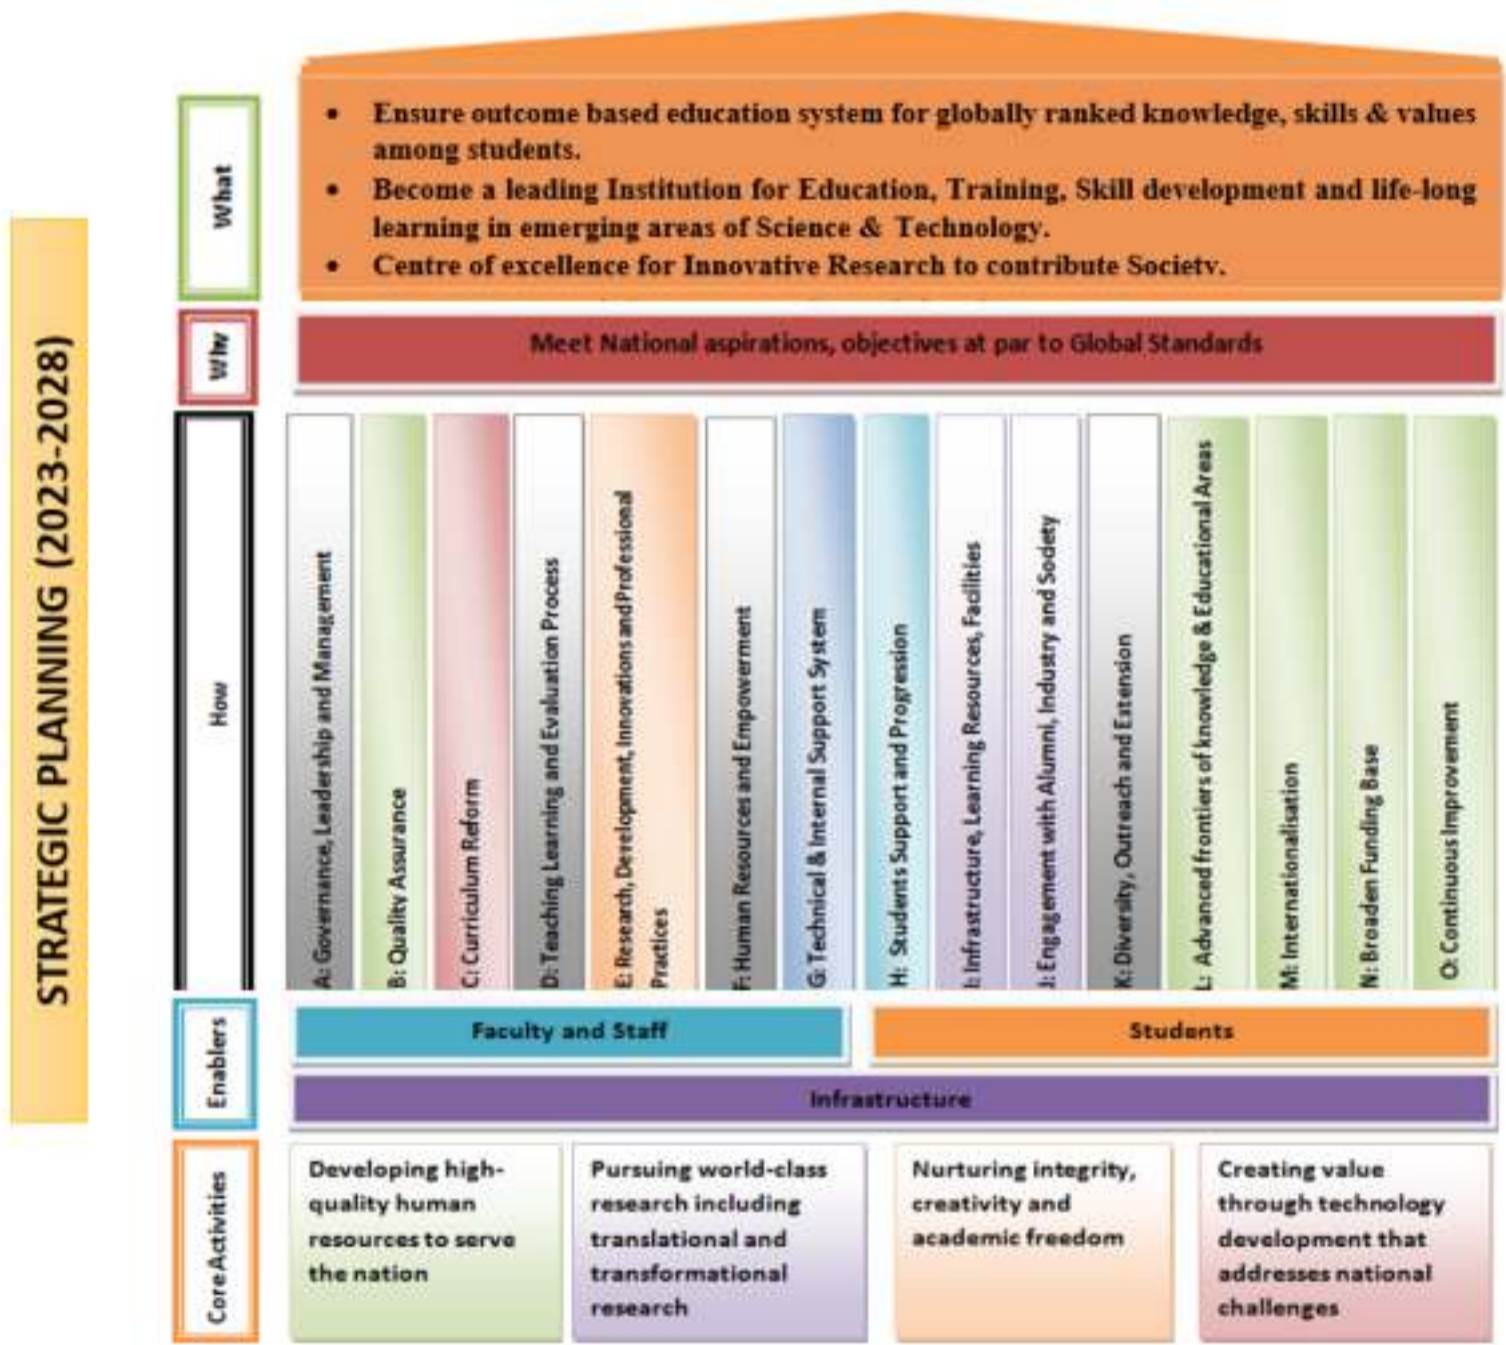 STRATEGIC PLANNING (2023-2028)
What
• Ensure outcome based education system for globally ranked knowledge, skills & values
among students.
• Become a leading Institution for Education, Training, Skill development and life-long
learning in emerging areas of Science & Technology.
• Centre of excellence for Innovative Research to contribute Society.
Why
Meet National aspirations, objectives at par to Global Standards
How
A: Governance, Leadership and Management
B: Quality Assurance
C: Curriculum Reform
D: Teaching Learning and Evaluation Process
E: Research, Development, Innovations and Professional
Practices
F: Human Resources and Empowerment
G: Technical & Internal Support System
H: Students Support and Progression
I: Infrastructure, Learning Resources, Facilities
J: Engagement with Alumni, Industry and Society
K: Diversity, Outreach and Extension
L: Advanced frontiers of knowledge & Educational Areas
M: Internationalisation
N: Broaden Funding Base
O: Continuous Improvement
Enablers
Faculty and Staff
Students
Infrastructure
Core Activities
Developing high-
quality human
resources to serve
the nation
Pursuing world-class
research including
translational and
transformational
research
Nurturing integrity,
creativity and
academic freedom
Creating value
through technology
development that
addresses national
challenges